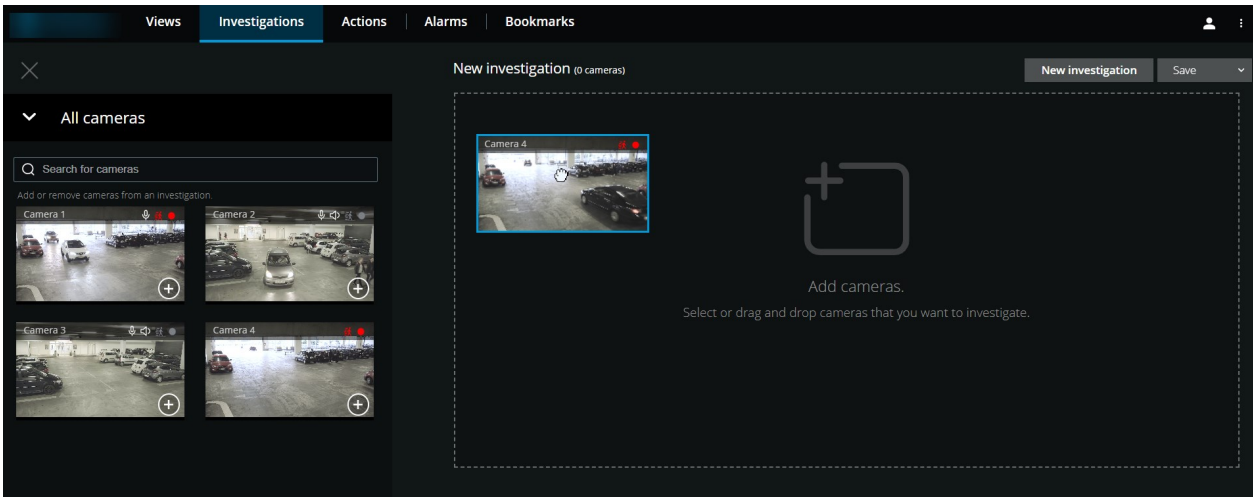 Views Investigations Actions Alarms Bookmarks
New investigation (0 cameras)
New investigation
Save
All cameras
Search for cameras
Add or remove cameras from an investigation.
Camera 1
Camera 2
Camera 3
Camera 4
Camera 4
Add cameras.
Select or drag and drop cameras that you want to investigate.